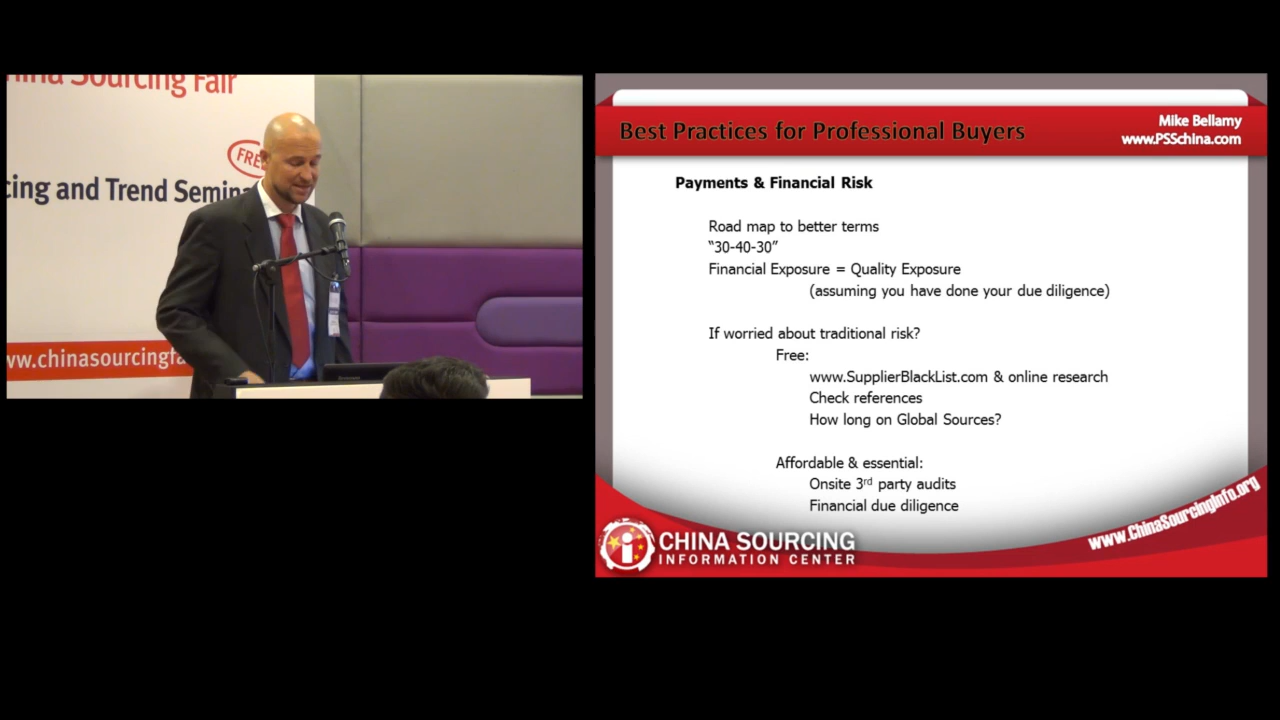 China Sourcing Fair
FREE
cing and Trend Semina
ww.chinasourcingfa
Best Practices for Professional Buyers
Mike Bellamy
www.PSSchina.com
Payments & Financial Risk
Road map to better terms
“30-40-30”
Financial Exposure = Quality Exposure
(assuming you have done your due diligence)
If worried about traditional risk?
Free:
www.SupplierBlackList.com & online research
Check references
How long on Global Sources?
Affordable & essential:
Onsite 3rd party audits
Financial due diligence
CHINA SOURCING
INFORMATION CENTER
www.ChinaSourcingInfo.org